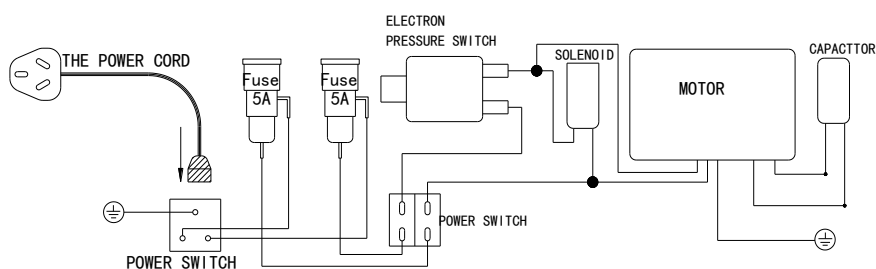 ELECTRON
PRESSURE SWITCH
THE POWER CORD
SOLENOID
CAPACTTOR
Fuse
5A
Fuse
5A
MOTOR
POWER SWITCH
POWER SWITCH